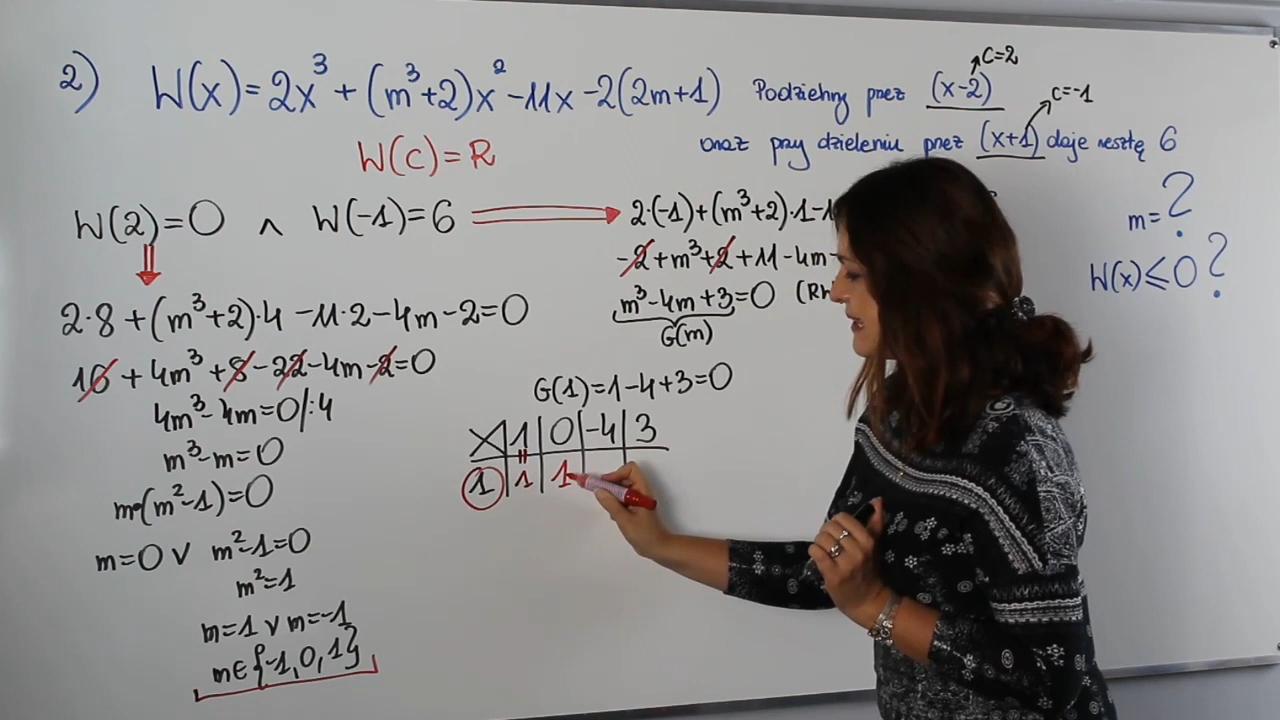 2) W(x)=2x³+(m³+2)x²-11x-2(2m+1) Podzielny przez (x-2) c=2
oraz przy dzieleniu przez (x+1) daje resztę 6 c=-1
W(c)=R
W(2)=0 ∧ W(-1)=6
2·8+(m³+2)·4-11·2-4m-2=0
16+4m³+8-22-4m-2=0
4m³-4m=0/:4
m³-m=0
m(m²-1)=0
m=0 ∨ m²-1=0
m²=1
m=1 ∨ m=-1
m∈{-1,0,1}
2·(-1)+(m³+2)·1-1
-2+m³+2+11-4m-
m³-4m+3=0
G(m)
G(1)=1-4+3=0
1 0 -4 3
1 1 1
m=?
W(x)≤0?